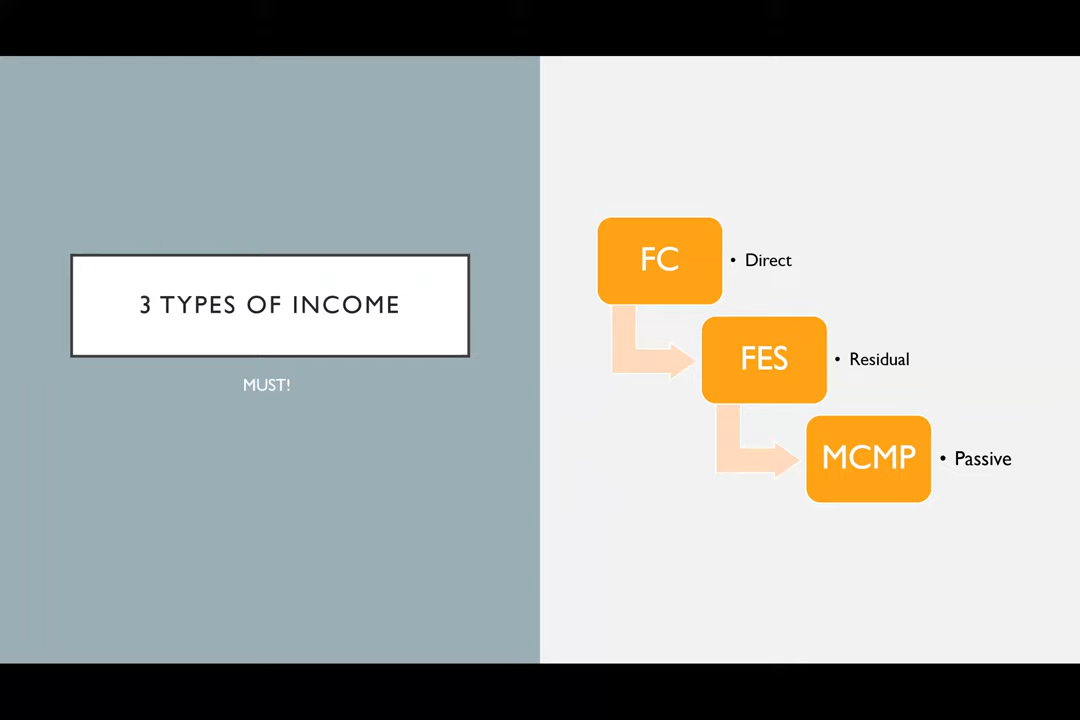 3 TYPES OF INCOME
MUST!
FC
• Direct
FES
• Residual
MCMP
• Passive